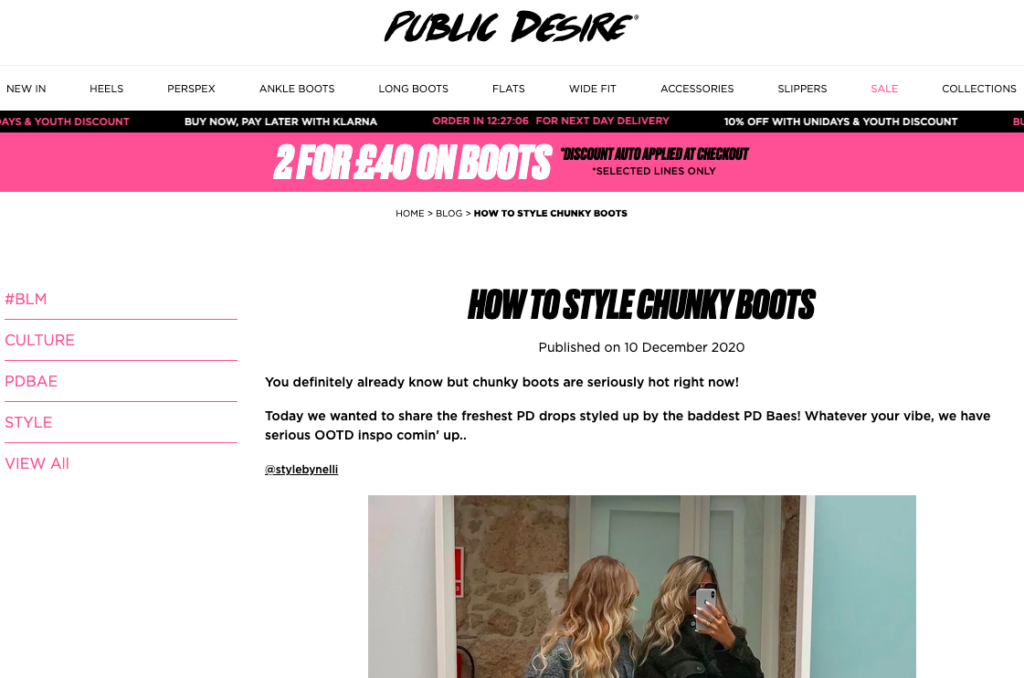 PUBLIC DESIRE®
NEW IN HEELS PERSPEX ANKLE BOOTS LONG BOOTS FLATS WIDE FIT ACCESSORIES SLIPPERS SALE COLLECTIONS
AYS & YOUTH DISCOUNT BUY NOW, PAY LATER WITH KLARNA ORDER IN 12:27:06 FOR NEXT DAY DELIVERY 10% OFF WITH UNIDAYS & YOUTH DISCOUNT BU
2 FOR £40 ON BOOTS *DISCOUNT AUTO APPLIED AT CHECKOUT
*SELECTED LINES ONLY
HOME > BLOG > HOW TO STYLE CHUNKY BOOTS
#BLM
CULTURE
PDBAE
STYLE
VIEW All
HOW TO STYLE CHUNKY BOOTS
Published on 10 December 2020
You definitely already know but chunky boots are seriously hot right now!
Today we wanted to share the freshest PD drops styled up by the baddest PD Baes! Whatever your vibe, we have
serious OOTD inspo comin' up..
@stylebynelli